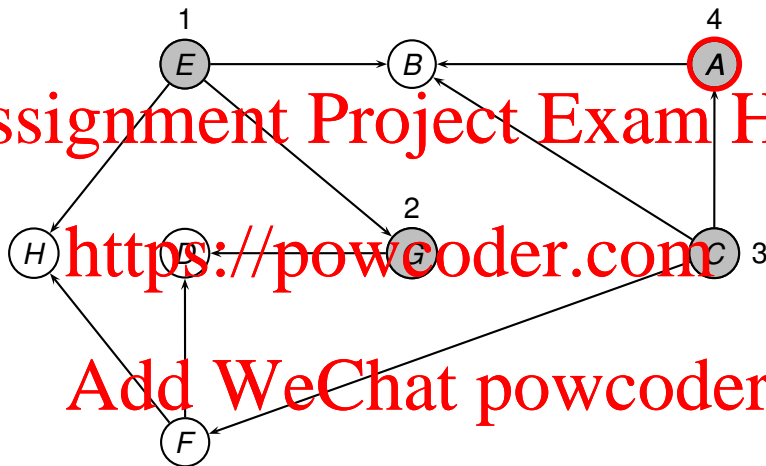 1 4
E B A
ssignment Project Exam H
2
H D G C 3
https://powcoder.com
Add WeChat powcoder
F